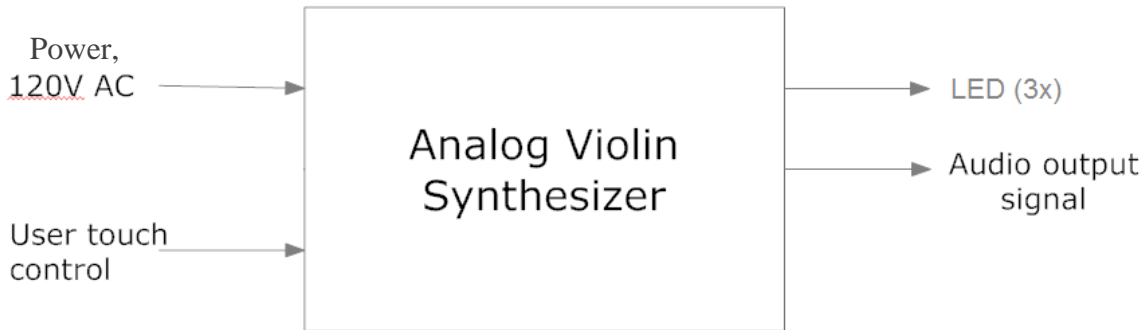 Power,
120V AC
User touch
control
Analog Violin
Synthesizer
LED (3x)
Audio output
signal